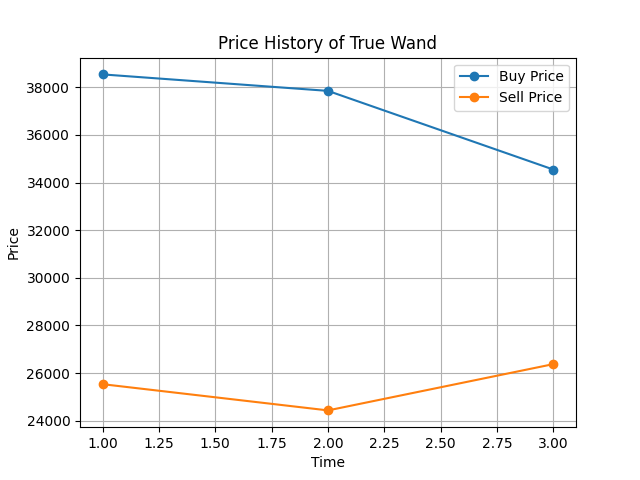 Price History of True Wand
Buy Price
Sell Price
Price
38000
36000
34000
32000
30000
28000
26000
24000
1.00 1.25 1.50 1.75 2.00 2.25 2.50 2.75 3.00
Time